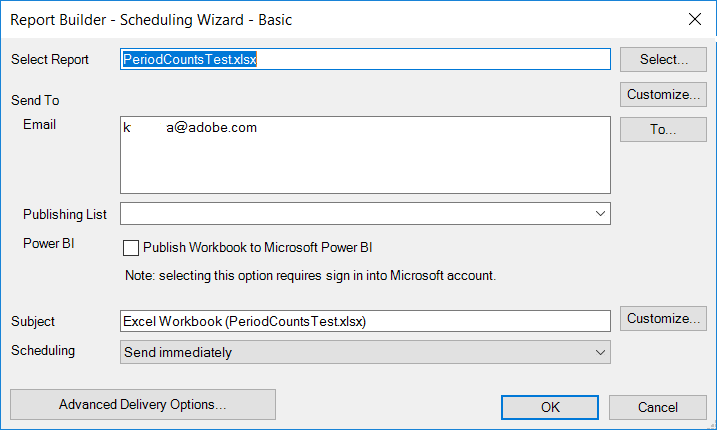 Report Builder - Scheduling Wizard - Basic
Select Report PeriodCountsTest.xlsx Select...
Customize...
Send To
Email k a@adobe.com To...
Publishing List
Power BI Publish Workbook to Microsoft Power BI
Note: selecting this option requires sign in into Microsoft account.
Subject Excel Workbook (PeriodCountsTest.xlsx) Customize...
Scheduling Send immediately
Advanced Delivery Options... OK Cancel